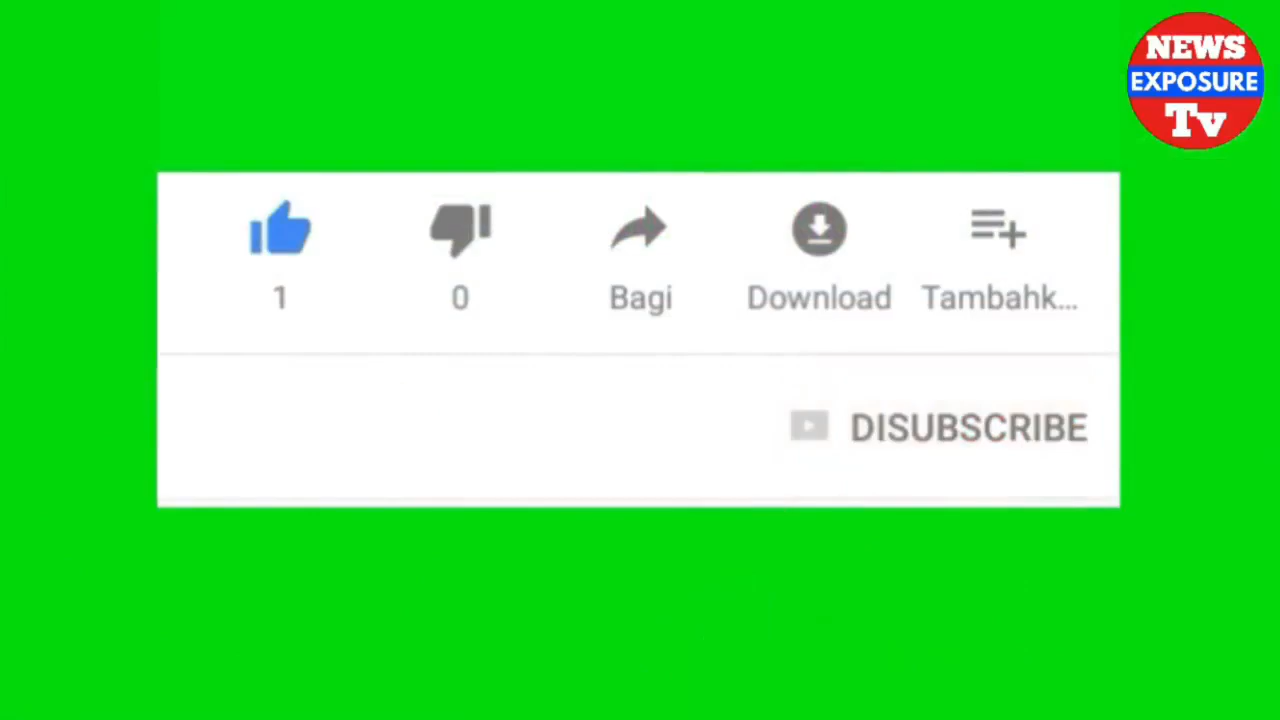 NEWS
EXPOSURE
Tv
1 0 Bagi Download Tambahk...
DISUBSCRIBE